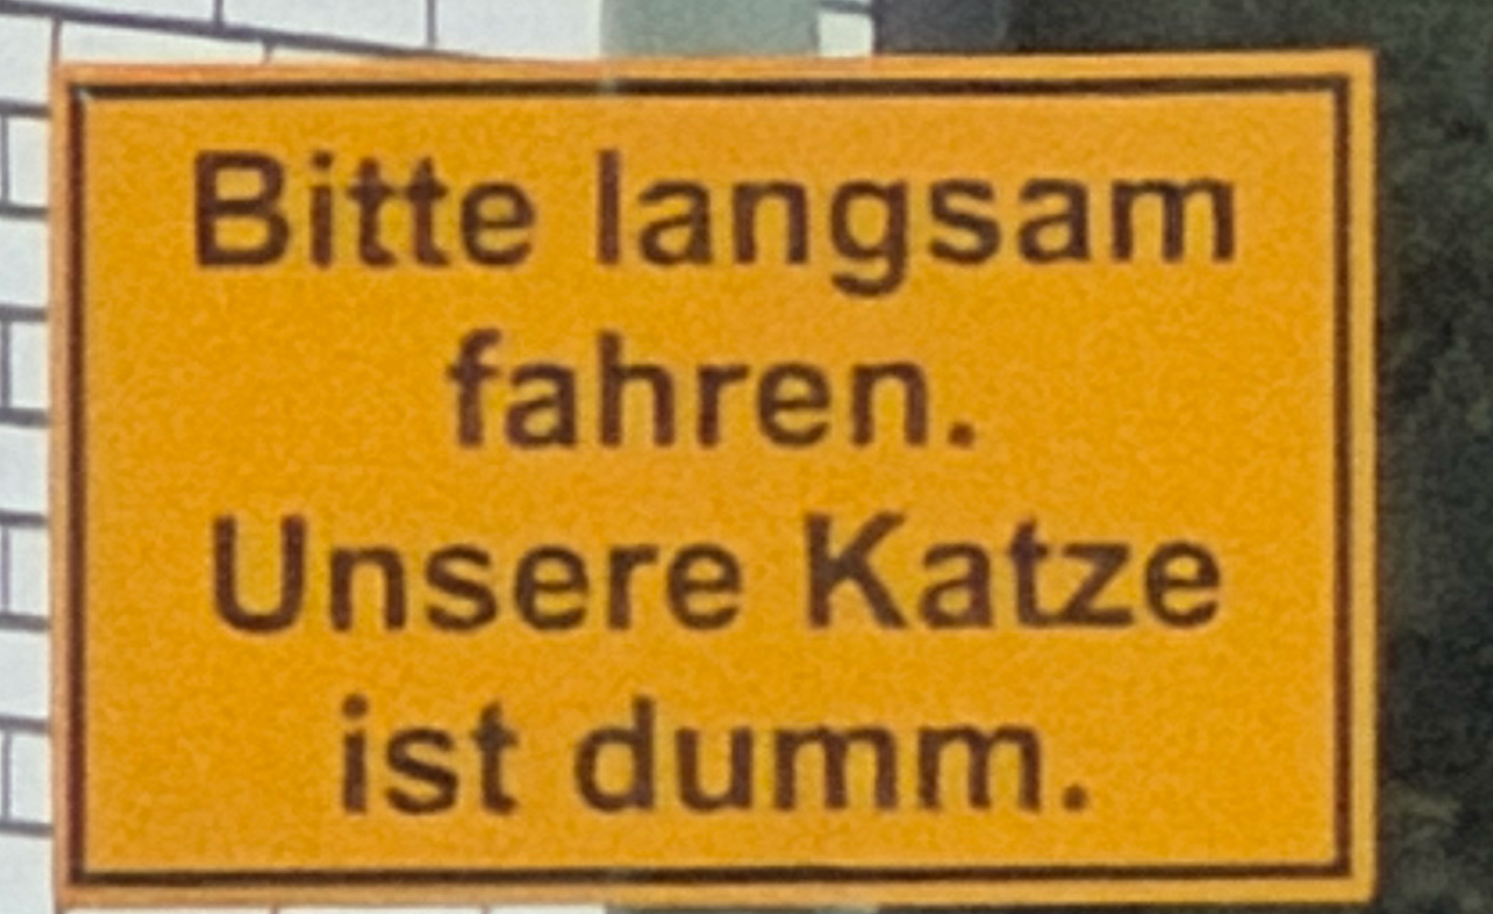 Bitte langsam
fahren.
Unsere Katze
ist dumm.